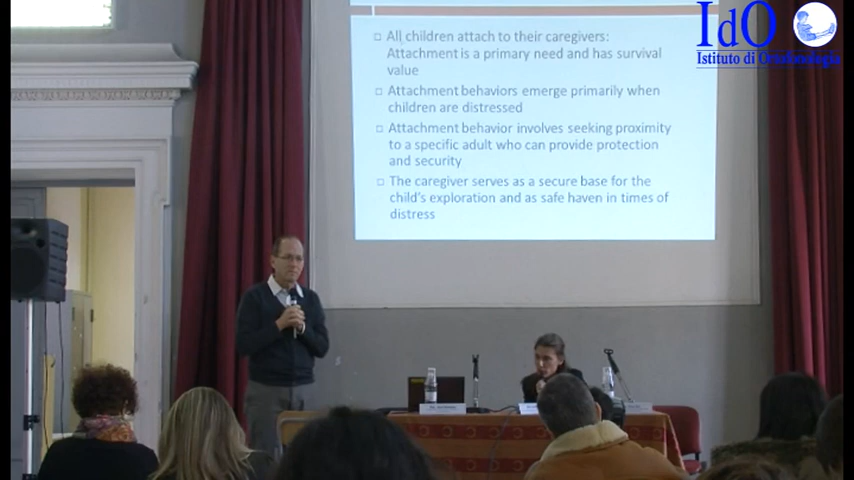 IdO
Istituto di Ortofonologia
□ All children attach to their caregivers:
Attachment is a primary need and has survival
value
□ Attachment behaviors emerge primarily when
children are distressed
□ Attachment behavior involves seeking proximity
to a specific adult who can provide protection
and security
□ The caregiver serves as a secure base for the
child's exploration and as safe haven in times of
distress